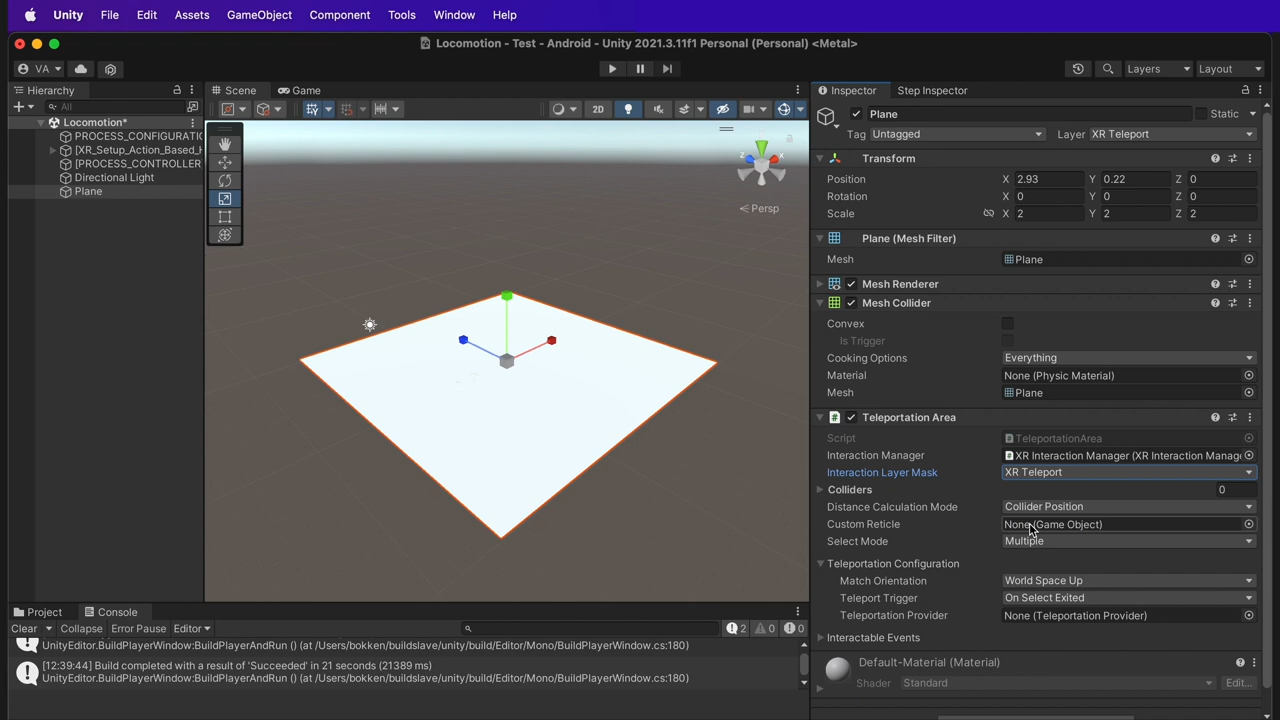 Unity File Edit Assets GameObject Component Tools Window Help
Locomotion - Test - Android - Unity 2021.3.11f1 Personal (Personal) <Metal>
VA Layers Layout
Hierarchy
All
Locomotion*
PROCESS_CONFIGURATIO
[XR_Setup_Action_Based_H
[PROCESS_CONTROLLER
Directional Light
Plane
Scene Game
2D
y
z x
Persp
Inspector Step Inspector
Plane Static
Tag Untagged Layer XR Teleport
Transform
Position X 2.93 Y 0.22 Z 0
Rotation X 0 Y 0 Z 0
Scale X 2 Y 2 Z 2
Plane (Mesh Filter)
Mesh Plane
Mesh Renderer
Mesh Collider
Convex
Is Trigger
Cooking Options Everything
Material None (Physic Material)
Mesh Plane
Teleportation Area
Script TeleportationArea
Interaction Manager XR Interaction Manager (XR Interaction Manage
Interaction Layer Mask XR Teleport
Colliders 0
Distance Calculation Mode Collider Position
Custom Reticle None (Game Object)
Select Mode Multiple
Teleportation Configuration
Match Orientation World Space Up
Teleport Trigger On Select Exited
Teleportation Provider None (Teleportation Provider)
Interactable Events
Default-Material (Material)
Shader Standard Edit...
Project Console
Clear Collapse Error Pause Editor 2 0 0
UnityEditor.BuildPlayerWindow:BuildPlayerAndRun () (at /Users/bokken/buildslave/unity/build/Editor/Mono/BuildPlayerWindow.cs:180)
[12:39:44] Build completed with a result of 'Succeeded' in 21 seconds (21389 ms)
UnityEditor.BuildPlayerWindow:BuildPlayerAndRun () (at /Users/bokken/buildslave/unity/build/Editor/Mono/BuildPlayerWindow.cs:180)